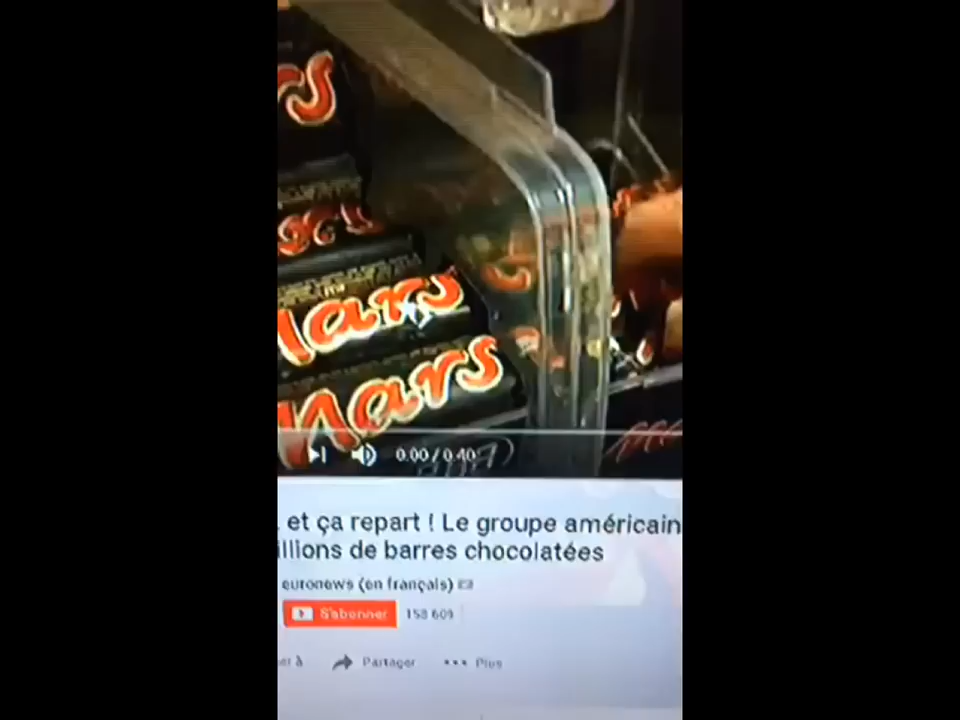 Mars
Mars
0:00 / 0:40
. et ça repart ! Le groupe américain
illions de barres chocolatées
euronews (en français)
S'abonner 158 609
er à Partager ••• Plus